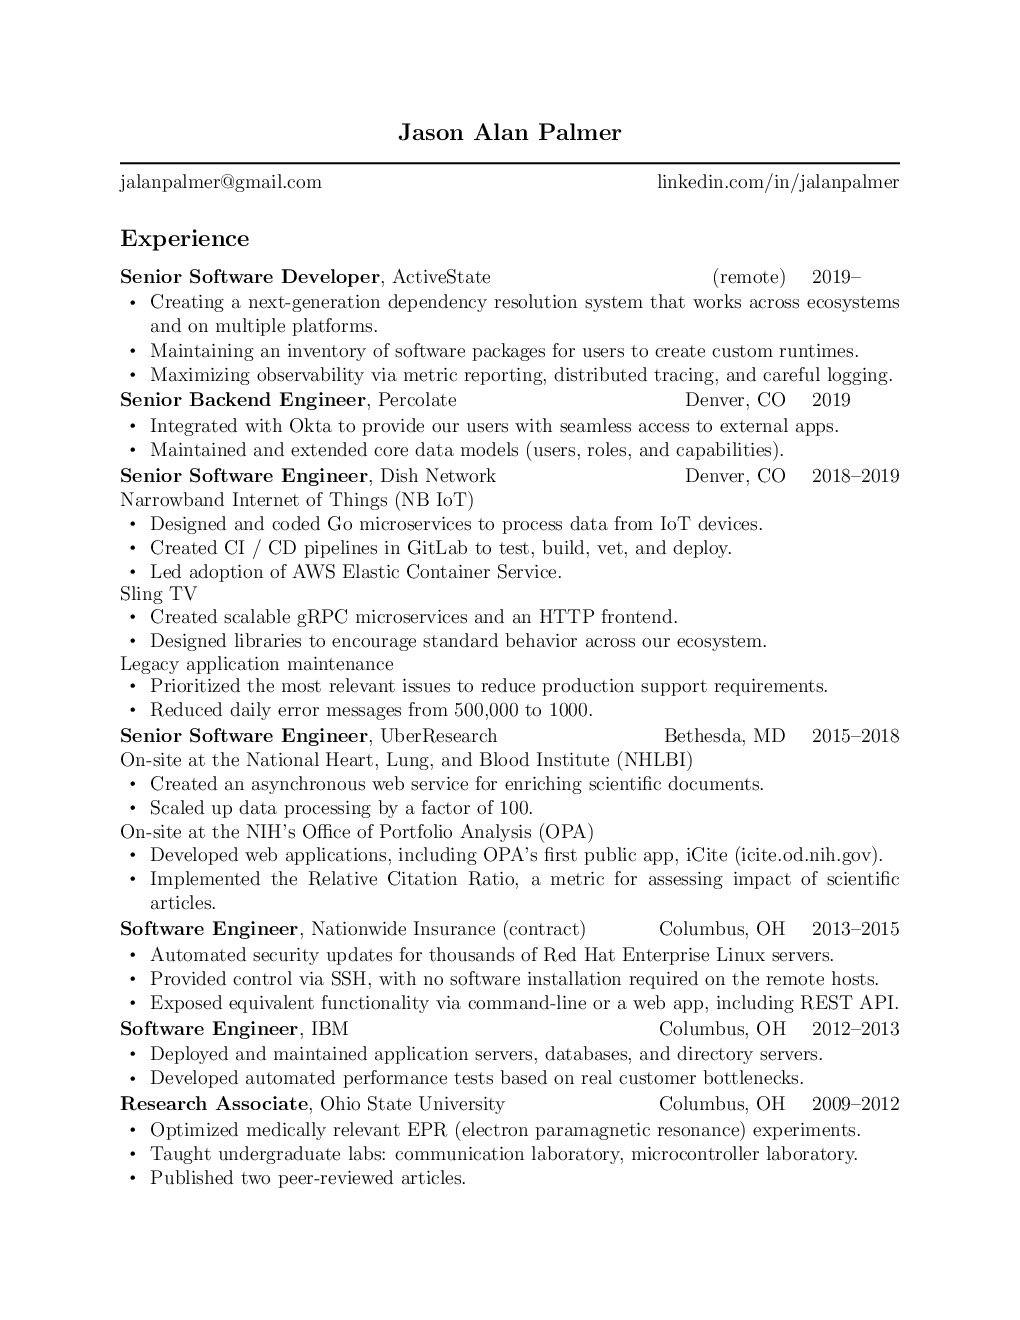 Jason Alan Palmer
jalanpalmer@gmail.com linkedin.com/in/jalanpalmer
Experience
Senior Software Developer, ActiveState (remote) 2019–
• Creating a next-generation dependency resolution system that works across ecosystems
and on multiple platforms.
• Maintaining an inventory of software packages for users to create custom runtimes.
• Maximizing observability via metric reporting, distributed tracing, and careful logging.
Senior Backend Engineer, Percolate Denver, CO 2019
• Integrated with Okta to provide our users with seamless access to external apps.
• Maintained and extended core data models (users, roles, and capabilities).
Senior Software Engineer, Dish Network Denver, CO 2018–2019
Narrowband Internet of Things (NB IoT)
• Designed and coded Go microservices to process data from IoT devices.
• Created CI / CD pipelines in GitLab to test, build, vet, and deploy.
• Led adoption of AWS Elastic Container Service.
Sling TV
• Created scalable gRPC microservices and an HTTP frontend.
• Designed libraries to encourage standard behavior across our ecosystem.
Legacy application maintenance
• Prioritized the most relevant issues to reduce production support requirements.
• Reduced daily error messages from 500,000 to 1000.
Senior Software Engineer, UberResearch Bethesda, MD 2015–2018
On-site at the National Heart, Lung, and Blood Institute (NHLBI)
• Created an asynchronous web service for enriching scientific documents.
• Scaled up data processing by a factor of 100.
On-site at the NIH's Office of Portfolio Analysis (OPA)
• Developed web applications, including OPA's first public app, iCite (icite.od.nih.gov).
• Implemented the Relative Citation Ratio, a metric for assessing impact of scientific
articles.
Software Engineer, Nationwide Insurance (contract) Columbus, OH 2013–2015
• Automated security updates for thousands of Red Hat Enterprise Linux servers.
• Provided control via SSH, with no software installation required on the remote hosts.
• Exposed equivalent functionality via command-line or a web app, including REST API.
Software Engineer, IBM Columbus, OH 2012–2013
• Deployed and maintained application servers, databases, and directory servers.
• Developed automated performance tests based on real customer bottlenecks.
Research Associate, Ohio State University Columbus, OH 2009–2012
• Optimized medically relevant EPR (electron paramagnetic resonance) experiments.
• Taught undergraduate labs: communication laboratory, microcontroller laboratory.
• Published two peer-reviewed articles.